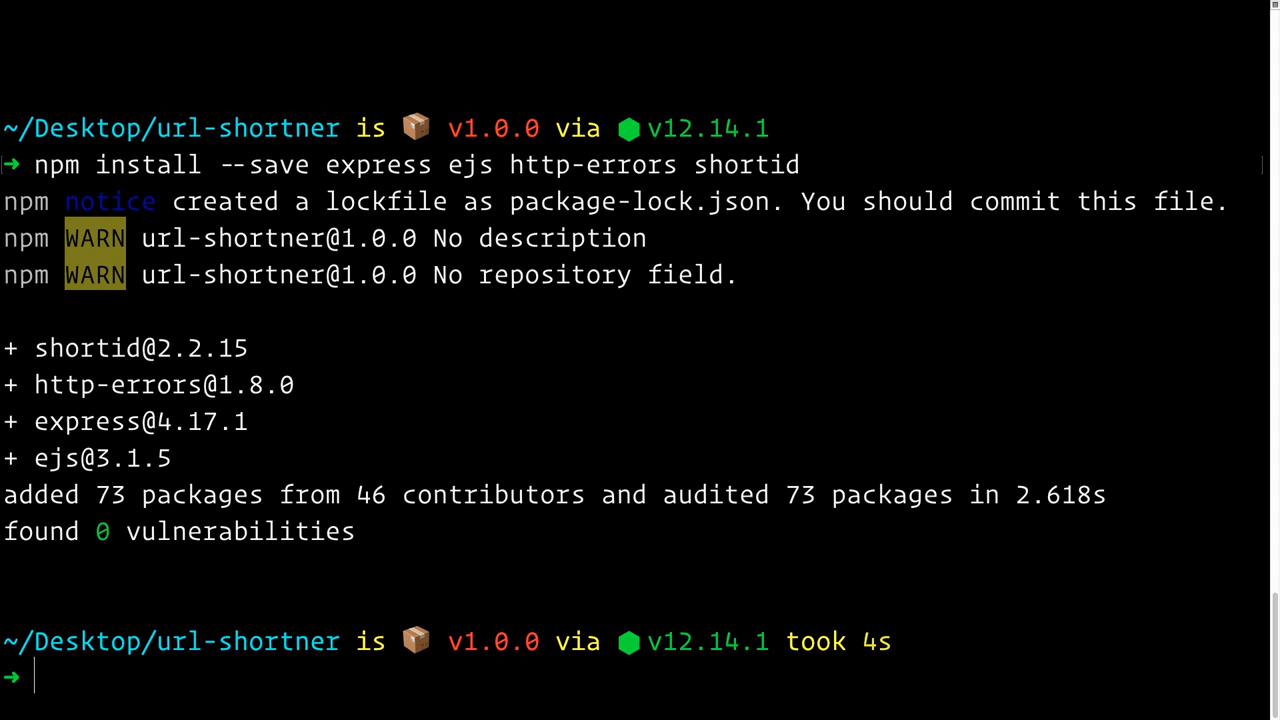 ~/Desktop/url-shortner is 📦 v1.0.0 via ⬢ v12.14.1
➜ npm install --save express ejs http-errors shortid
npm notice created a lockfile as package-lock.json. You should commit this file.
npm WARN url-shortner@1.0.0 No description
npm WARN url-shortner@1.0.0 No repository field.
+ shortid@2.2.15
+ http-errors@1.8.0
+ express@4.17.1
+ ejs@3.1.5
added 73 packages from 46 contributors and audited 73 packages in 2.618s
found 0 vulnerabilities
~/Desktop/url-shortner is 📦 v1.0.0 via ⬢ v12.14.1 took 4s
➜